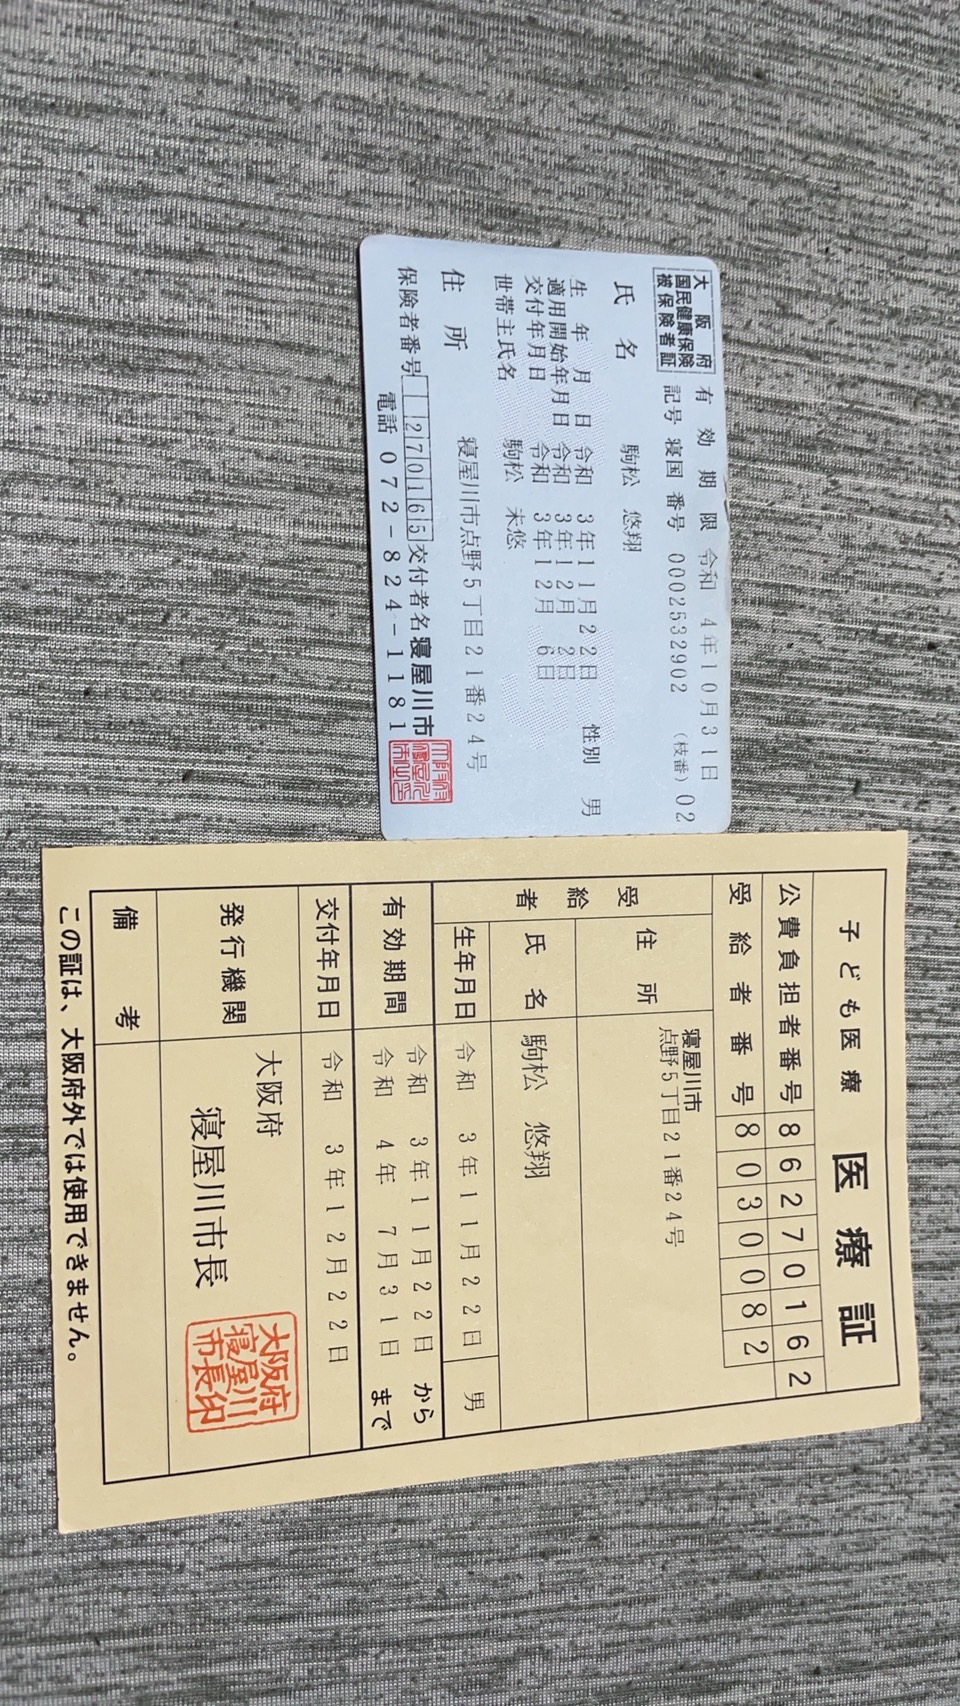 大阪府
国民健康保険
被保険者証
有効期限 令和 4年10月31日
記号 寝国 番号 0002532902 (枝番) 02
氏名 駒松 悠翔
生年月日 令和 3年11月22日 性別 男
適用開始年月日 令和 3年12月 2日
交付年月日 令和 3年12月 6日
世帯主氏名 駒松 未悠
住所 寝屋川市点野5丁目21番24号
保険者番号 270165 交付者名 寝屋川市
電話 072-824-1181
子ども医療 医療証
公費負担者番号 86270162
受給者番号 8030082
受給者
住所 寝屋川市
点野5丁目21番24号
氏名 駒松 悠翔
生年月日 令和 3年11月22日 男
有効期間 令和 3年11月22日 から
令和 4年 7月31日 まで
交付年月日 令和 3年12月22日
発行機関 大阪府
寝屋川市長
大阪府
寝屋川
市長印
備考
この証は、大阪府外では使用できません。